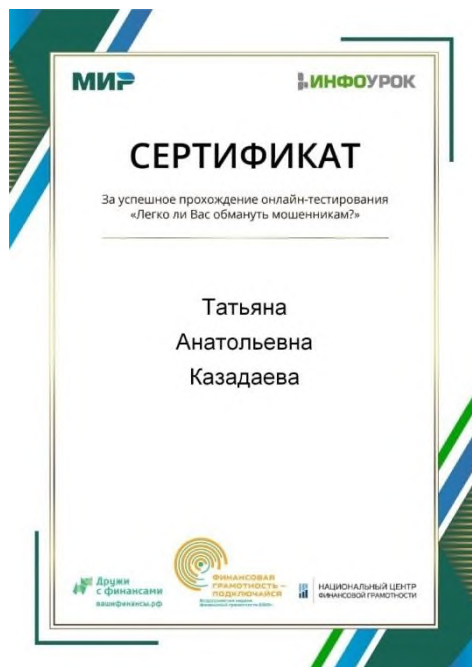 МИР
ИНФОУРОК
СЕРТИФИКАТ
За успешное прохождение онлайн-тестирования
«Легко ли Вас обмануть мошенникам?»
Татьяна
Анатольевна
Казадаева
Дружи
с финансами
вашифинансы.рф
ФИНАНСОВАЯ
ГРАМОТНОСТЬ –
ПОДКЛЮЧАЙСЯ
НАЦИОНАЛЬНЫЙ ЦЕНТР
ФИНАНСОВОЙ ГРАМОТНОСТИ